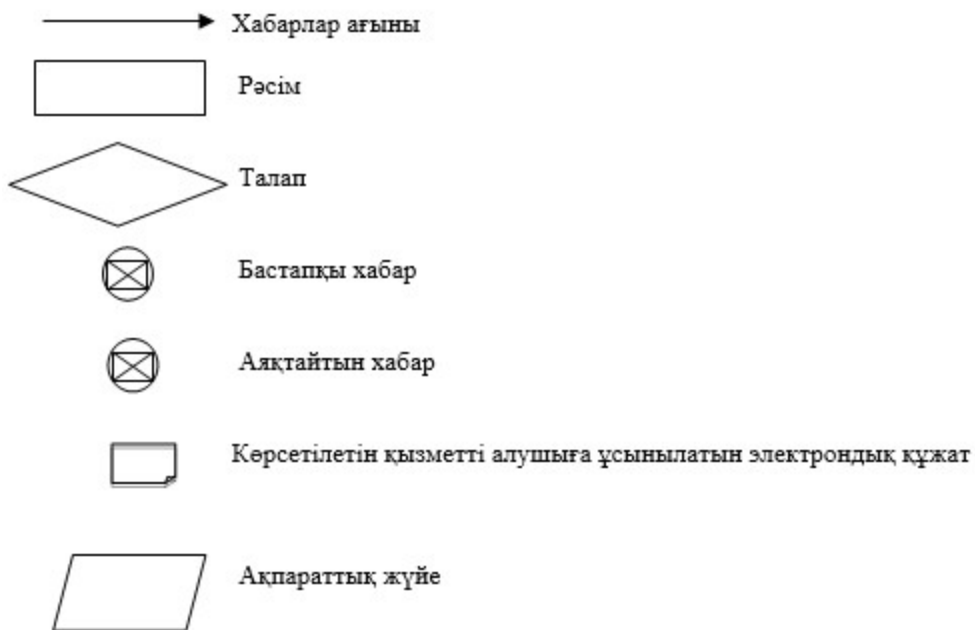 Хабарлар ағыны
Рәсім
Талап
Бастапқы хабар
Аяқтайтын хабар
Көрсетілетін қызметті алушыға ұсынылатын электрондық құжат
Ақпараттық жүйе